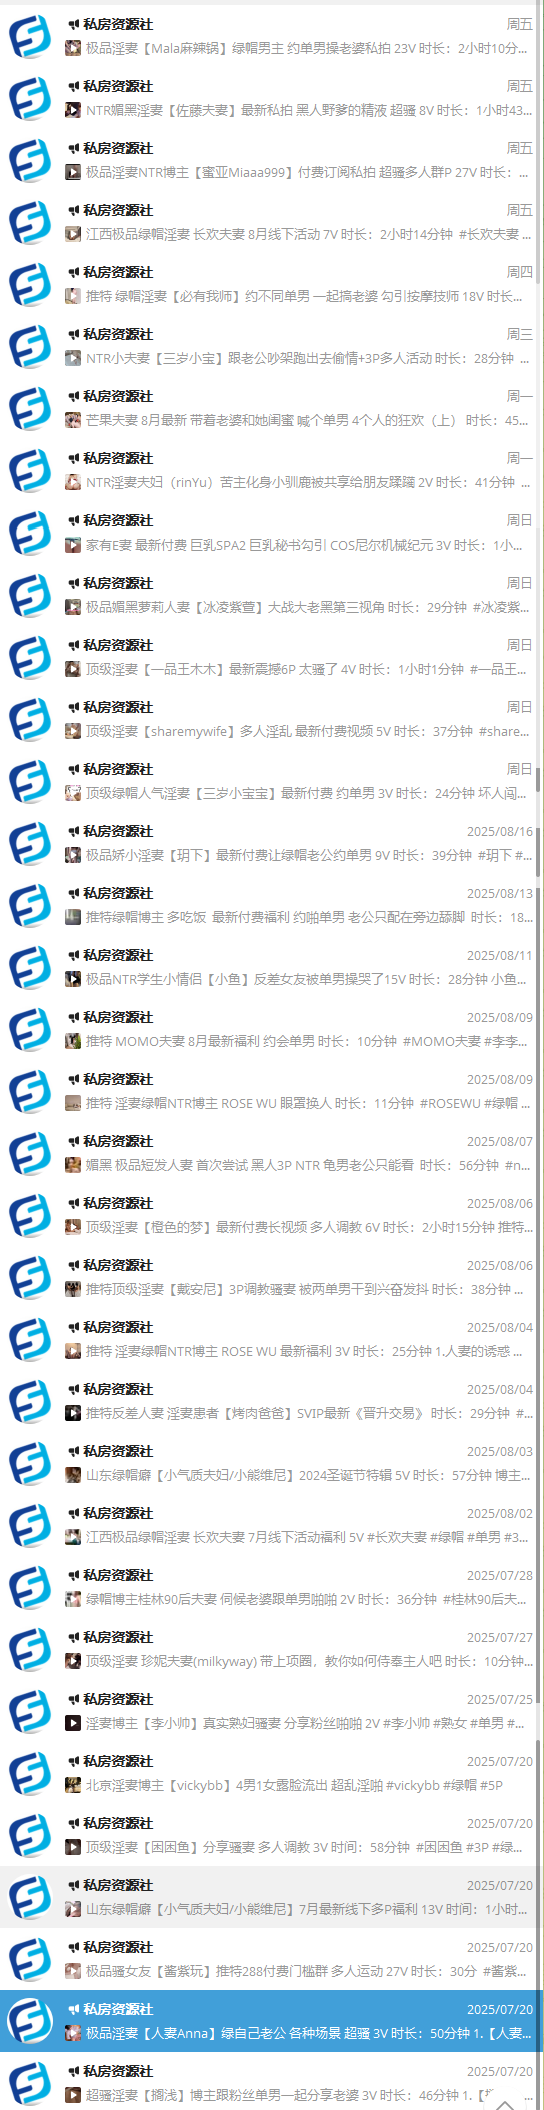 私房资源社 周五
极品淫妻【Mala麻辣锅】绿帽男主 约单男操老婆私拍 23V 时长：2小时10分...
私房资源社 周五
NTR媚黑淫妻【佐藤夫妻】最新私拍 黑人野爹的精液 超骚 8V 时长：1小时43...
私房资源社 周五
极品淫妻NTR博主【蜜亚Miaaa999】付费订阅私拍 超骚多人群P 27V 时长：...
私房资源社 周五
江西极品绿帽淫妻 长欢夫妻 8月线下活动 7V 时长：2小时14分钟 #长欢夫妻 ...
私房资源社 周四
推特 绿帽淫妻【必有我师】约不同单男 一起搞老婆 勾引按摩技师 18V 时长...
私房资源社 周三
NTR小夫妻【三岁小宝】跟老公吵架跑出去偷情+3P多人活动 时长：28分钟 ...
私房资源社 周一
芒果夫妻 8月最新 带着老婆和她闺蜜 喊个单男 4个人的狂欢（上） 时长：45...
私房资源社 周一
NTR淫妻夫妇（rinYu）苦主化身小驯鹿被共享给朋友蹂躏 2V 时长：41分钟 ...
私房资源社 周日
家有E妻 最新付费 巨乳SPA2 巨乳秘书勾引 COS尼尔机械纪元 3V 时长：1小...
私房资源社 周日
极品媚黑萝莉人妻【冰凌紫萱】大战大老黑第三视角 时长：29分钟 #冰凌紫...
私房资源社 周日
顶级淫妻【一品王木木】最新震撼6P 太骚了 4V 时长：1小时1分钟 #一品王...
私房资源社 周日
顶级淫妻【sharemywife】多人淫乱 最新付费视频 5V 时长：37分钟 #share...
私房资源社 周日
顶级绿帽人气淫妻【三岁小宝宝】最新付费 约单男 3V 时长：24分钟 坏人闯...
私房资源社 2025/08/16
极品娇小淫妻【玥下】最新付费让绿帽老公约单男 9V 时长：39分钟 #玥下 #...
私房资源社 2025/08/13
推特绿帽博主 多吃饭 最新付费福利 约啪单男 老公只配在旁边舔脚 时长：18...
私房资源社 2025/08/11
极品NTR学生小情侣【小鱼】反差女友被单男操哭了15V 时长：28分钟 小鱼...
私房资源社 2025/08/09
推特 MOMO夫妻 8月最新福利 约会单男 时长：10分钟 #MOMO夫妻 #李李...
私房资源社 2025/08/09
推特 淫妻绿帽NTR博主 ROSE WU 眼罩换人 时长：11分钟 #ROSEWU #绿帽 ...
私房资源社 2025/08/07
媚黑 极品短发人妻 首次尝试 黑人3P NTR 龟男老公只能看 时长：56分钟 #n...
私房资源社 2025/08/06
顶级淫妻【橙色的梦】最新付费长视频 多人调教 6V 时长：2小时15分钟 推特...
私房资源社 2025/08/06
推特顶级淫妻【戴安尼】3P调教骚妻 被两单男干到兴奋发抖 时长：38分钟 ...
私房资源社 2025/08/04
推特 淫妻绿帽NTR博主 ROSE WU 最新福利 3V 时长：25分钟 1.人妻的诱惑 ...
私房资源社 2025/08/04
推特反差人妻 淫妻患者【烤肉爸爸】SVIP最新《晋升交易》 时长：29分钟 #...
私房资源社 2025/08/03
山东绿帽癖【小气质夫妇/小能维尼】2024圣诞节特辑 5V 时长：57分钟 博主...
私房资源社 2025/08/02
江西极品绿帽淫妻 长欢夫妻 7月线下活动福利 5V #长欢夫妻 #绿帽 #单男 #3...
私房资源社 2025/07/28
绿帽博主桂林90后夫妻 伺候老婆跟单男啪啪 2V 时长：36分钟 #桂林90后夫...
私房资源社 2025/07/27
顶级淫妻 珍妮夫妻(milkyway) 带上项圈，教你如何侍奉主人吧 时长：10分钟...
私房资源社 2025/07/25
淫妻博主【李小帅】真实熟妇骚妻 分享粉丝啪啪 2V #李小帅 #熟女 #单男 #...
私房资源社 2025/07/20
北京淫妻博主【vickybb】4男1女露脸流出 超乱淫啪 #vickybb #绿帽 #5P
私房资源社 2025/07/20
顶级淫妻【困困鱼】分享骚妻 多人调教 3V 时间：58分钟 #困困鱼 #3P #绿...
私房资源社 2025/07/20
山东绿帽癖【小气质夫妇/小能维尼】7月最新线下多P福利 13V 时间：1小时...
私房资源社 2025/07/20
极品骚女友【酱紫玩】推特288付费门槛群 多人运动 27V 时长：30分 #酱紫...
私房资源社 2025/07/20
极品淫妻【人妻Anna】绿自己老公 各种场景 超骚 3V 时长：50分钟 1.【人妻...
私房资源社 2025/07/20
超骚淫妻【搁浅】博主跟粉丝单男一起分享老婆 3V 时长：46分钟 1.【